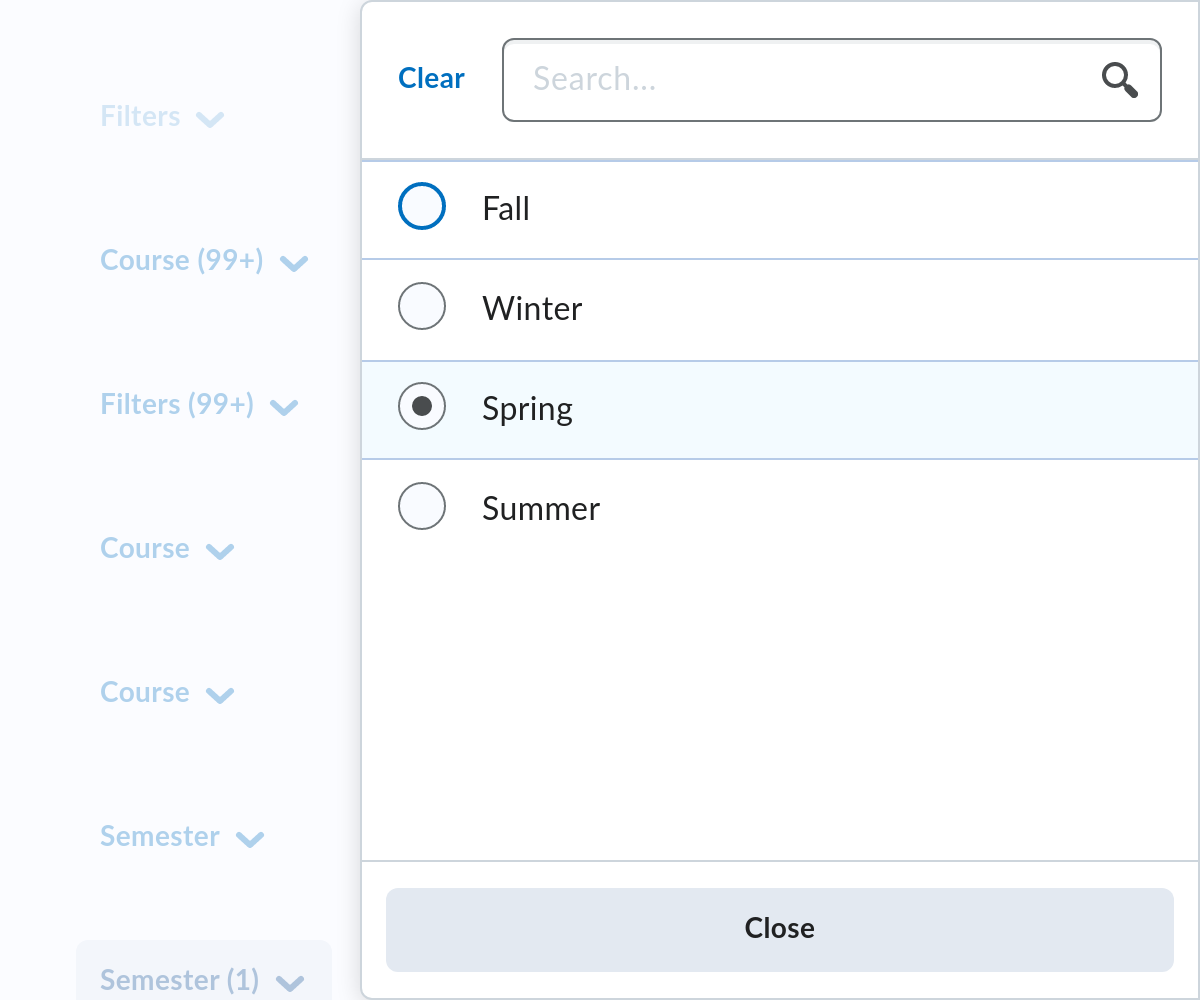 Clear
Search...
Filters
Fall
Course (99+)
Winter
Filters (99+)
Spring
Summer
Course
Course
Semester
Close
Semester (1)